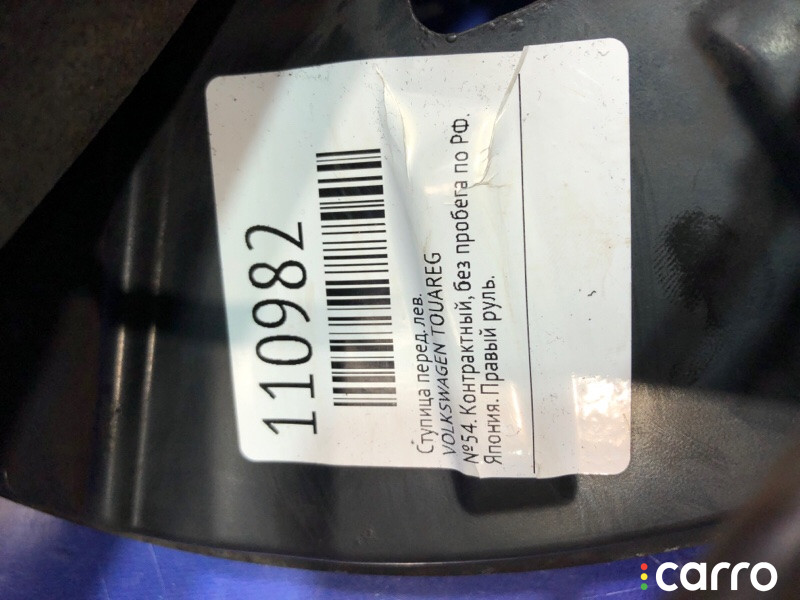 110982
Ступица перед. лев.
VOLKSWAGEN TOUAREG
№54. Контрактный, без пробега по РФ.
Япония. Правый руль.
carro